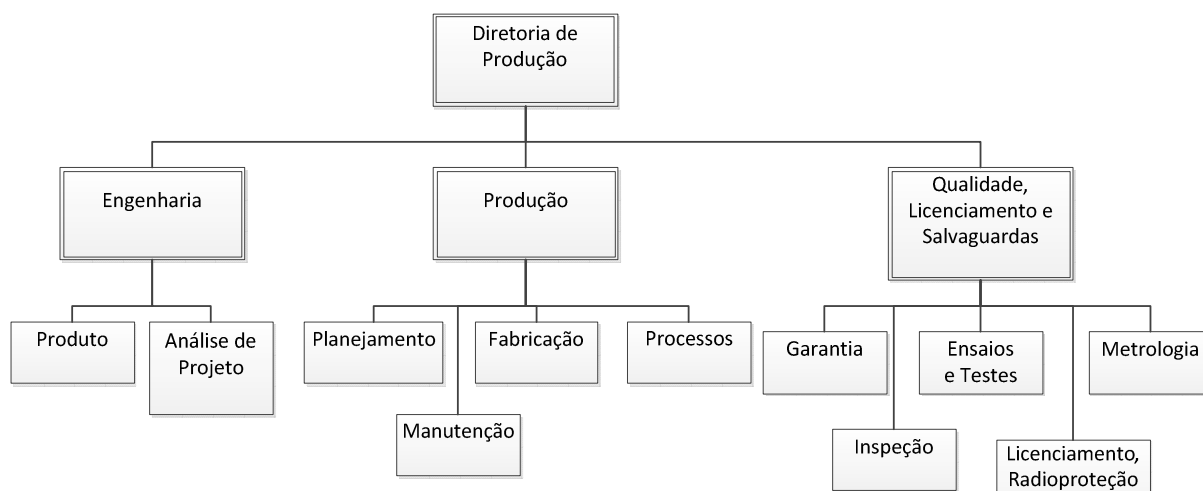 Diretoria de
Produção
Engenharia
Produção
Qualidade,
Licenciamento e
Salvaguardas
Produto
Análise de
Projeto
Planejamento
Manutenção
Fabricação
Processos
Garantia
Inspeção
Ensaios
e Testes
Licenciamento,
Radioproteção
Metrologia